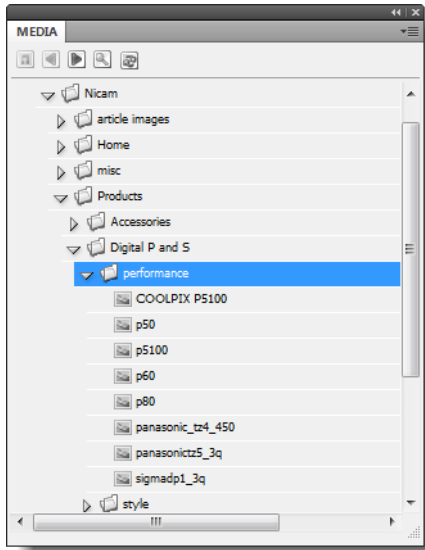 MEDIA
Nicam
article images
Home
misc
Products
Accessories
Digital P and S
performance
COOLPIX P5100
p50
p5100
p60
p80
panasonic_tz4_450
panasonictz5_3q
sigmadp1_3q
style